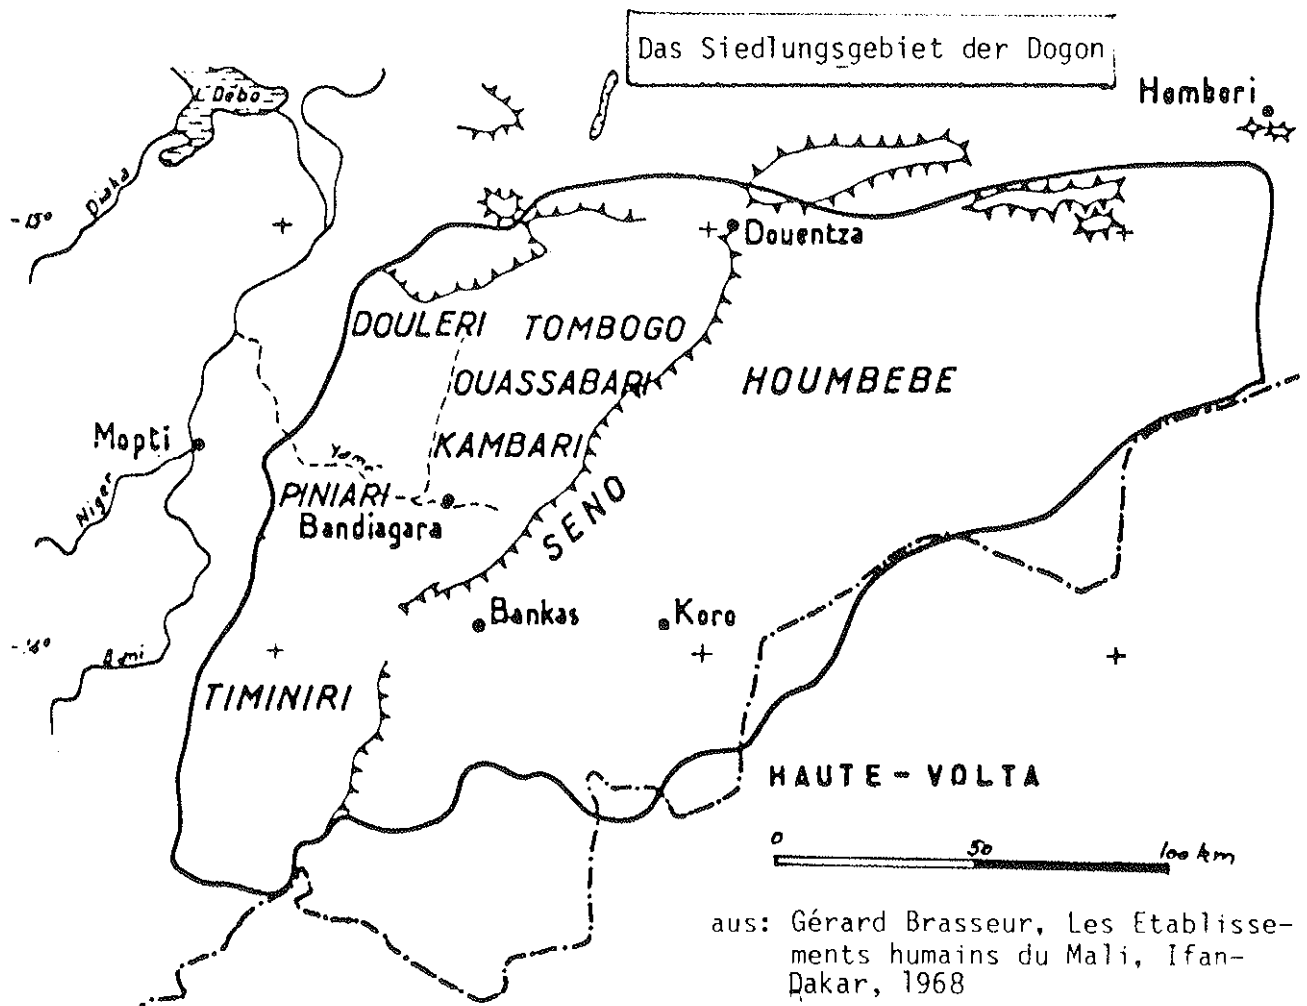 Das Siedlungsgebiet der Dogon
Hombori
L. Debo
Diaka
-15°
Douentza
DOULERI
TOMBOGO
OUASSABARI
HOUMBEBE
KAMBARI
Mopti
Niger
PINIARI
Bandiagara
SENO
Bankas
Koro
TIMINIRI
HAUTE-VOLTA
0 50 100 km
aus: Gérard Brasseur, Les Etablisse-
ments humains du Mali, Ifan-
Dakar, 1968